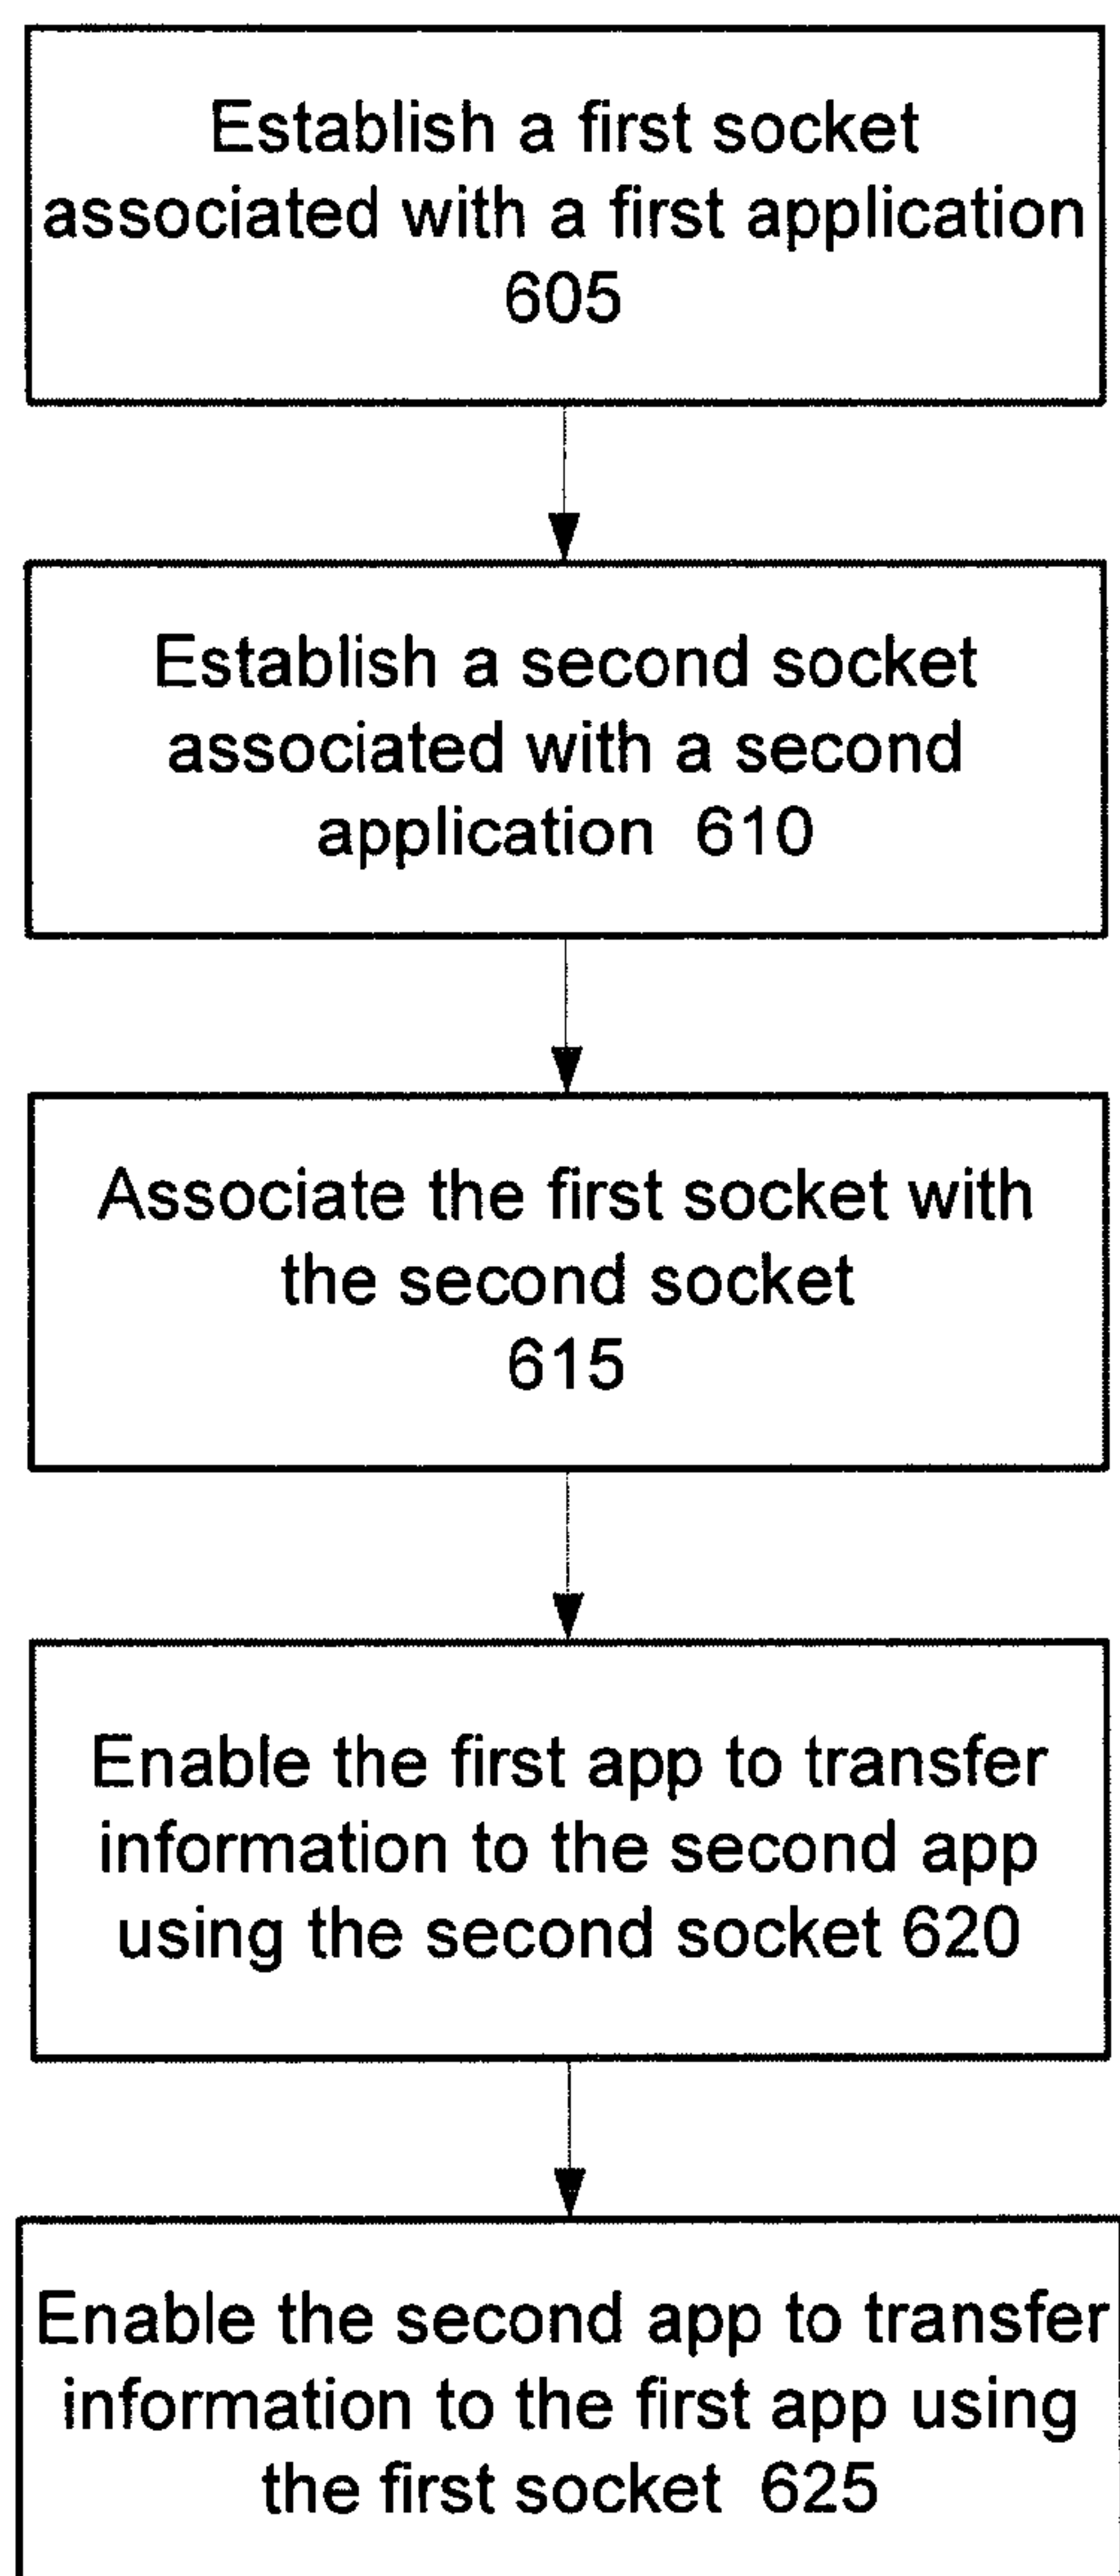 Establish a first socket
associated with a first application
605
Establish a second socket
associated with a second
application 610
Associate the first socket with
the second socket
615
Enable the first app to transfer
information to the second app
using the second socket 620
Enable the second app to transfer
information to the first app using
the first socket 625